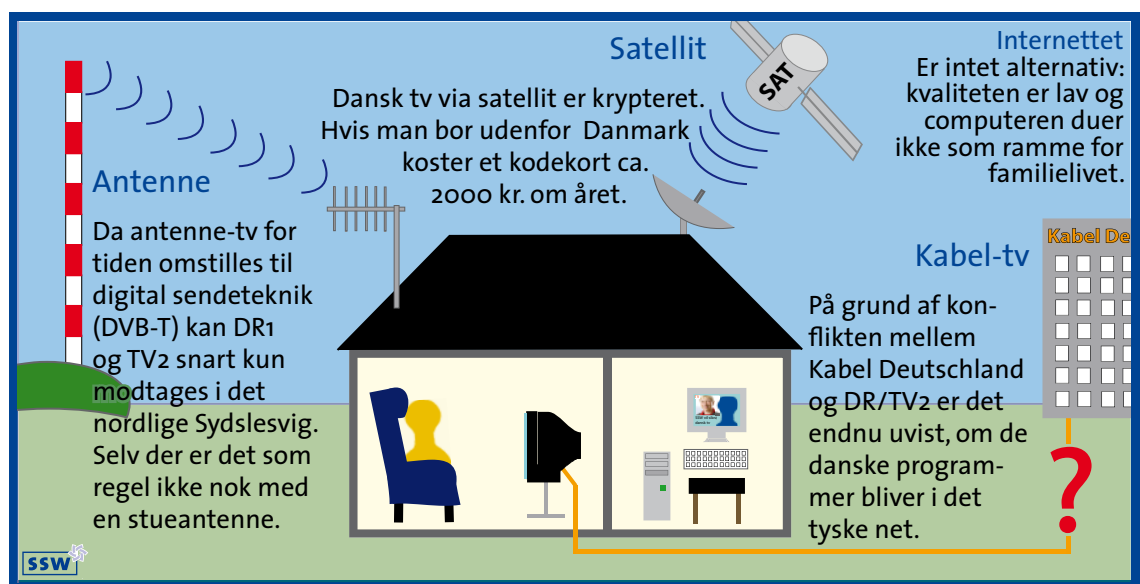 Antenne
Da antenne-tv for
tiden omstilles til
digital sendeteknik
(DVB-T) kan DR1
og TV2 snart kun
modtages i det
nordlige Sydslesvig.
Selv der er det som
regel ikke nok med
en stueantenne.
Satellit
Dansk tv via satellit er krypteret.
Hvis man bor udenfor Danmark
koster et kodekort ca.
2000 kr. om året.
SAT
Internettet
Er intet alternativ:
kvaliteten er lav og
computeren duer
ikke som ramme for
familielivet.
Kabel-tv
På grund af kon-
flikten mellem
Kabel Deutschland
og DR/TV2 er det
endnu uvist, om de
danske program-
mer bliver i det
tyske net.
Kabel De
?
SSW